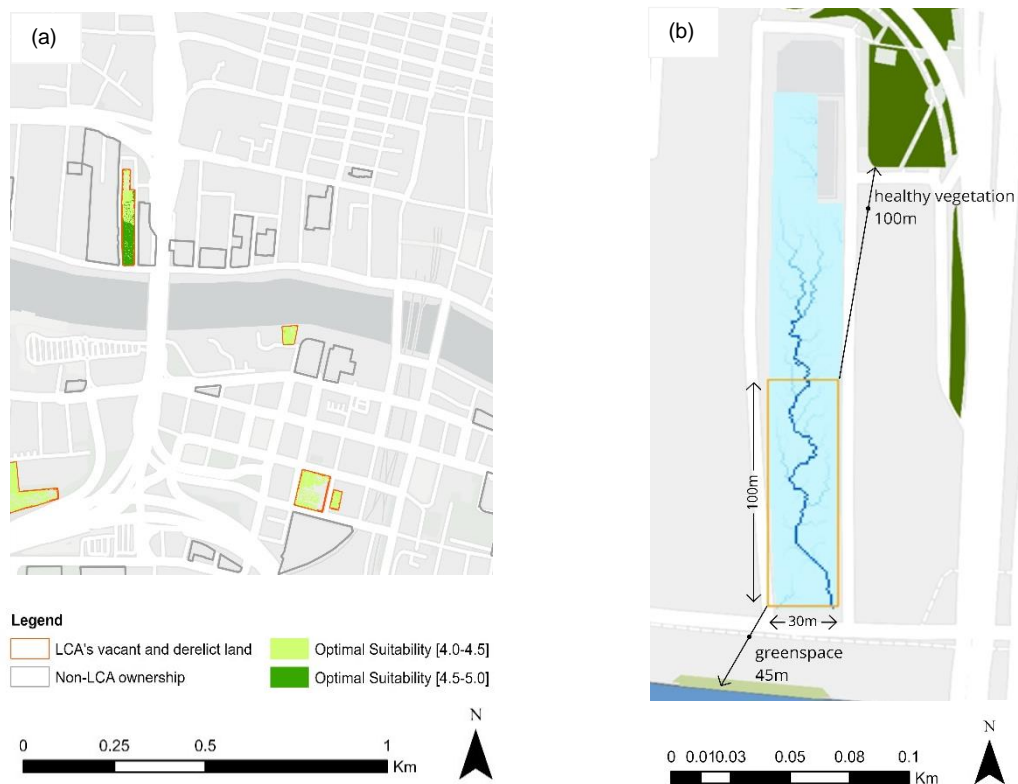 (a)
Legend
LCA's vacant and derelict land
Optimal Suitability [4.0-4.5]
Non-LCA ownership
Optimal Suitability [4.5-5.0]
N
0 0.25 0.5 1
Km
(b)
healthy vegetation
100m
100m
30m
greenspace
45m
N
0 0.010.03 0.05 0.08 0.1
Km